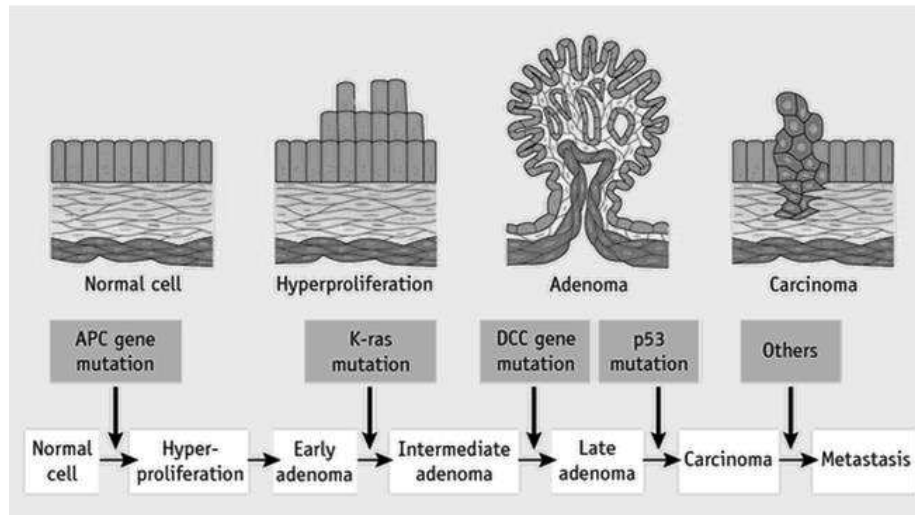 Normal cell
Hyperproliferation
Adenoma
Carcinoma
APC gene
mutation
K-ras
mutation
DCC gene
mutation
p53
mutation
Others
Normal
cell
Hyper-
proliferation
Early
adenoma
Intermediate
adenoma
Late
adenoma
Carcinoma
Metastasis